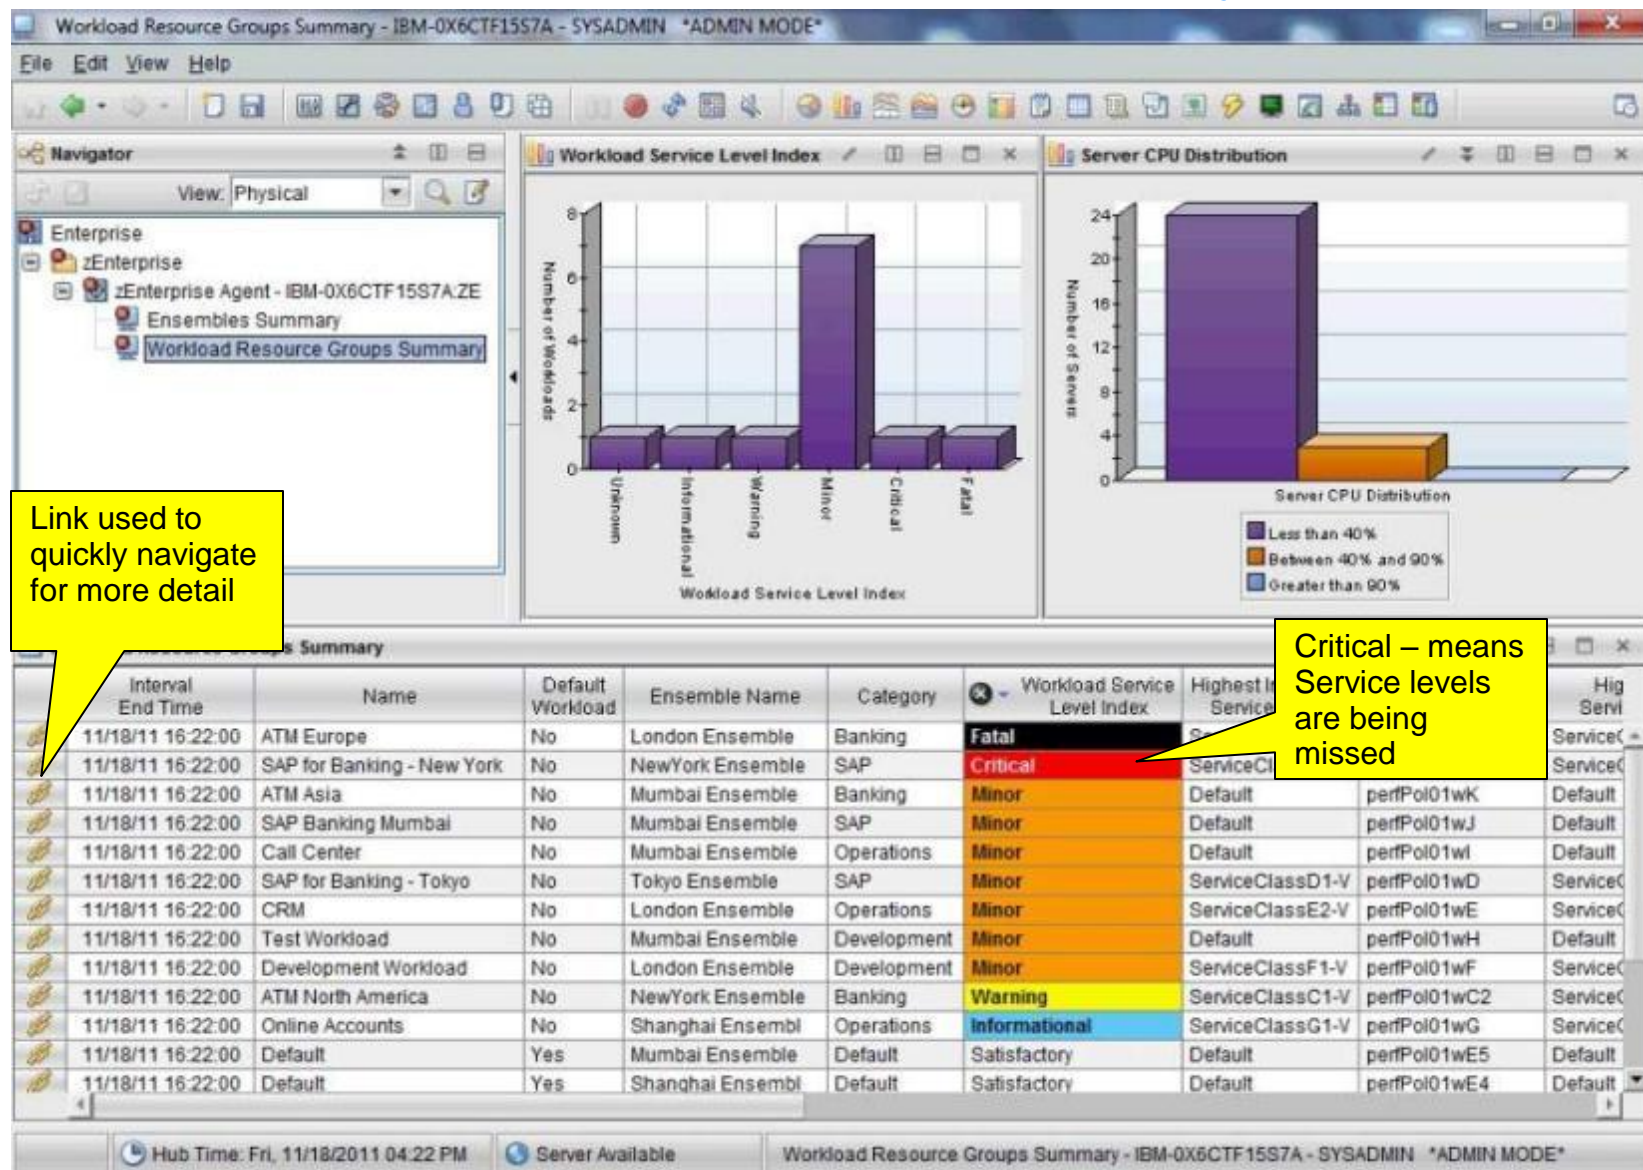 Workload Resource Groups Summary - IBM-0X6CTF15S7A - SYSADMIN *ADMIN MODE*
File Edit View Help
Navigator
View: Physical
Enterprise
zEnterprise
zEnterprise Agent - IBM-0X6CTF15S7A:ZE
Ensembles Summary
Workload Resource Groups Summary
Workload Service Level Index
Number of Workloads
8
6
4
2
0
Unknown
Informational
Warning
Minor
Critical
Fatal
Workload Service Level Index
Server CPU Distribution
Number of Servers
24
20
16
12
8
4
0
Server CPU Distribution
Less than 40%
Between 40% and 90%
Greater than 90%
Link used to
quickly navigate
for more detail
Critical – means
Service levels
are being
missed
Summary
Interval End Time Name Default Workload Ensemble Name Category Workload Service Level Index Highest Service Hig Servi
11/18/11 16:22:00 ATM Europe No London Ensemble Banking Fatal Service
11/18/11 16:22:00 SAP for Banking - New York No NewYork Ensemble SAP Critical ServiceCl Service
11/18/11 16:22:00 ATM Asia No Mumbai Ensemble Banking Minor Default perfPol01wK Default
11/18/11 16:22:00 SAP Banking Mumbai No Mumbai Ensemble SAP Minor Default perfPol01wJ Default
11/18/11 16:22:00 Call Center No Mumbai Ensemble Operations Minor Default perfPol01wI Default
11/18/11 16:22:00 SAP for Banking - Tokyo No Tokyo Ensemble SAP Minor ServiceClassD1-V perfPol01wD Service
11/18/11 16:22:00 CRM No London Ensemble Operations Minor ServiceClassE2-V perfPol01wE Service
11/18/11 16:22:00 Test Workload No Mumbai Ensemble Development Minor Default perfPol01wH Default
11/18/11 16:22:00 Development Workload No London Ensemble Development Minor ServiceClassF1-V perfPol01wF Service
11/18/11 16:22:00 ATM North America No NewYork Ensemble Banking Warning ServiceClassC1-V perfPol01wC2 Service
11/18/11 16:22:00 Online Accounts No Shanghai Ensembl Operations Informational ServiceClassG1-V perfPol01wG Service
11/18/11 16:22:00 Default Yes Mumbai Ensemble Default Satisfactory Default perfPol01wE5 Default
11/18/11 16:22:00 Default Yes Shanghai Ensembl Default Satisfactory Default perfPol01wE4 Default
Hub Time: Fri, 11/18/2011 04:22 PM Server Available Workload Resource Groups Summary - IBM-0X6CTF15S7A - SYSADMIN *ADMIN MODE*